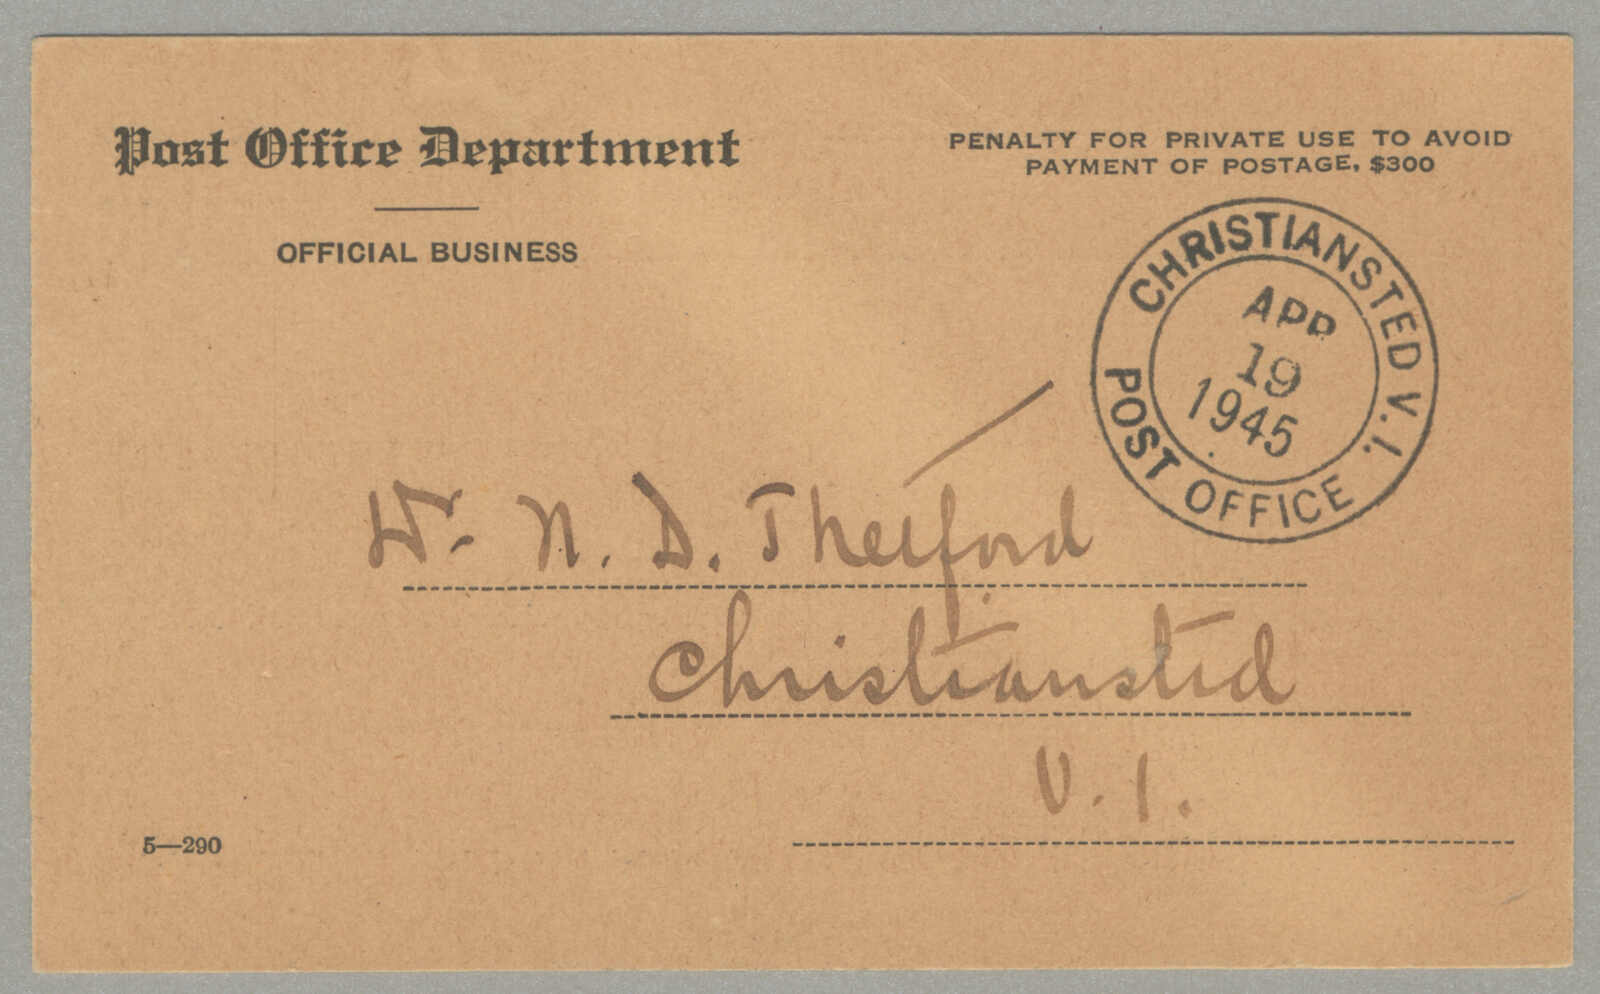 Post Office Department
OFFICIAL BUSINESS
PENALTY FOR PRIVATE USE TO AVOID
PAYMENT OF POSTAGE, $300
CHRISTIANSTED V. I.
APR
19
1945
POST OFFICE
N. D. Thetford
Christiansted
V. I.
5—290